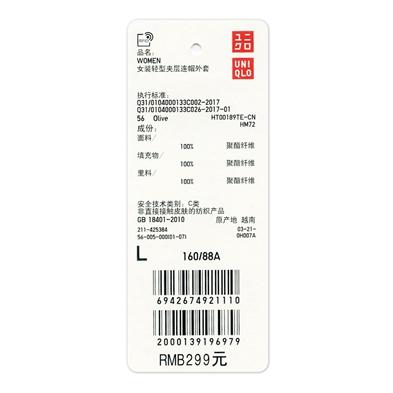 RFID
ユニ
クロ
UNI
QLO
品名:
WOMEN
女装轻型夹层连帽外套
执行标准:
Q31/0104000133C002-2017
Q31/0104000133C026-2017-01
56 Olive HT00189TE-CN
HM72
成份:
面料/
100% 聚酯纤维
填充物/
100% 聚酯纤维
里料/
100% 聚酯纤维
安全技术类别: C类
非直接接触皮肤的纺织产品
GB 18401-2010 原产地 越南
211-425384 03-21-
56-005-000(01-07) 0H007A
L 160/88A
6942674921110
2000139196979
RMB299元